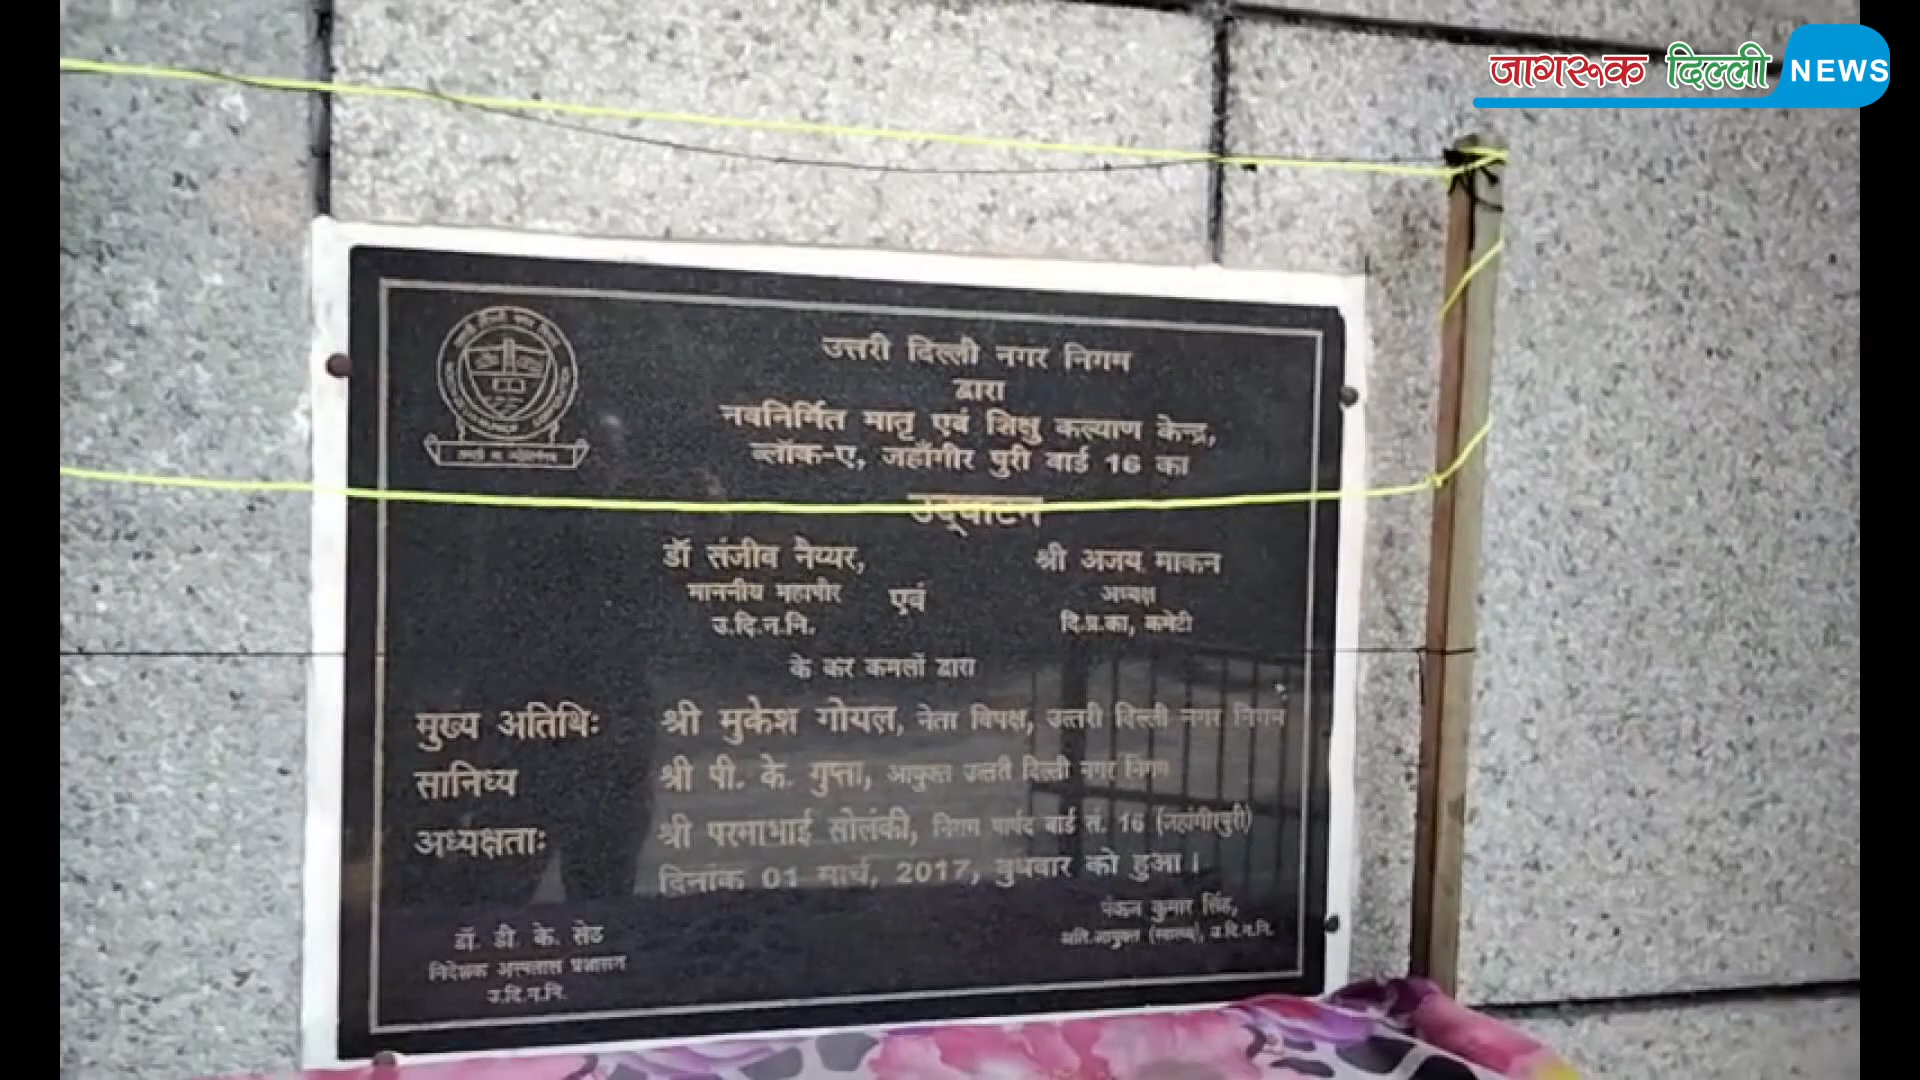 जागरूक दिल्ली NEWS
उत्तरी दिल्ली नगर निगम
द्वारा
नवनिर्मित मातृ एवं शिक्षु कल्याण केन्द्र,
ब्लॉक-ए, जहाँगीर पुरी वार्ड 16 का
उद्घाटन
डॉ संजीव नैय्यर,
माननीय महापौर
उ.दि.न.नि.
एवं
श्री अजय माकन
अध्यक्ष
दि.प्र.का. कमेटी
के कर कमलों द्वारा
मुख्य अतिथिः श्री मुकेश गोयल, नेता विपक्ष, उत्तरी दिल्ली नगर निगम
सानिध्य श्री पी. के. गुप्ता, आयुक्त उत्तरी दिल्ली नगर निगम
अध्यक्षताः श्री परमाभाई सोलंकी, निगम पार्षद वार्ड सं. 16 (जहांगीरपुरी)
दिनांक 01 मार्च, 2017, बुधवार को हुआ।
डॉ. डी. के. सेठ
निदेशक अस्पताल प्रशासन
उ.दि.न.नि.
पंकज कुमार सिंह,
अति.आयुक्त (स्वास्थ्य), उ.दि.न.नि.